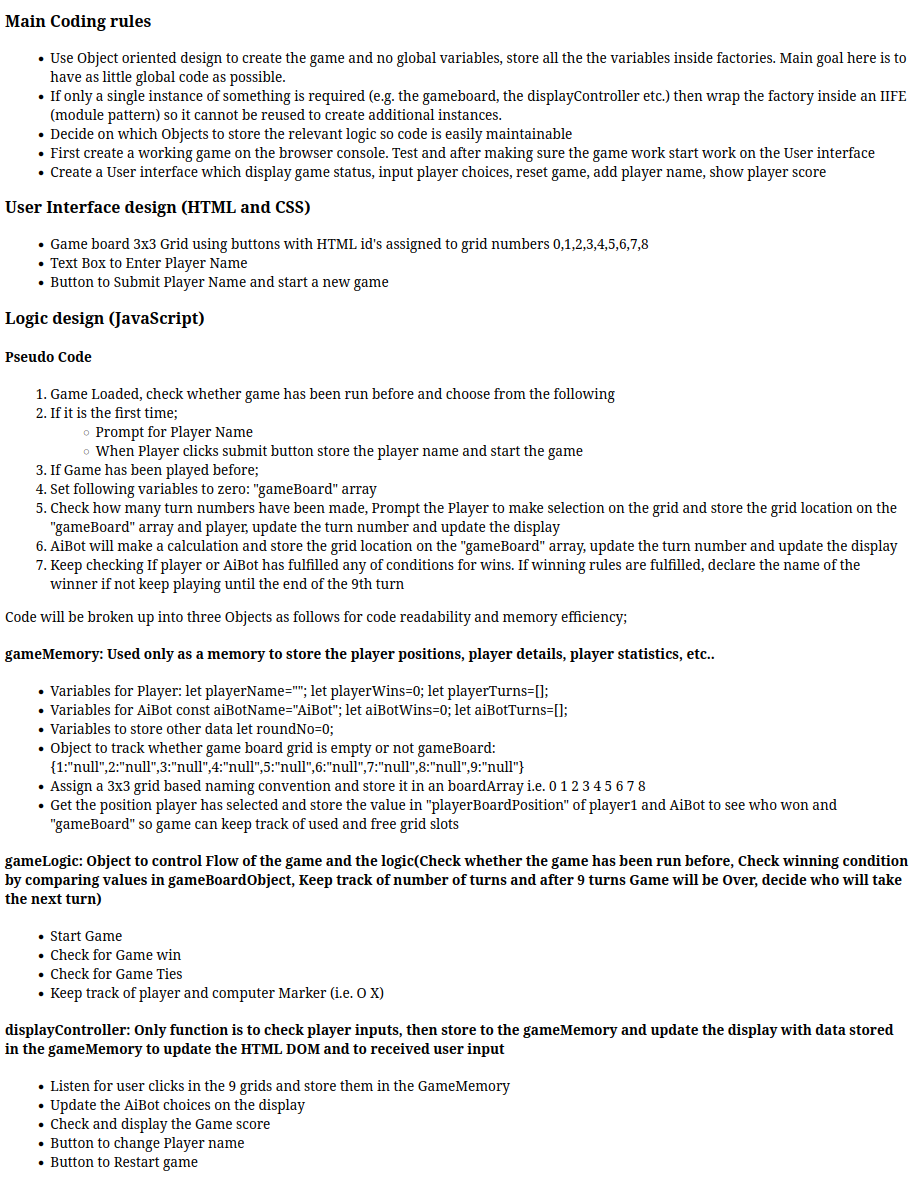 Main Coding rules
• Use Object oriented design to create the game and no global variables, store all the the variables inside factories. Main goal here is to
have as little global code as possible.
• If only a single instance of something is required (e.g. the gameboard, the displayController etc.) then wrap the factory inside an IIFE
(module pattern) so it cannot be reused to create additional instances.
• Decide on which Objects to store the relevant logic so code is easily maintainable
• First create a working game on the browser console. Test and after making sure the game work start work on the User interface
• Create a User interface which display game status, input player choices, reset game, add player name, show player score
User Interface design (HTML and CSS)
• Game board 3x3 Grid using buttons with HTML id's assigned to grid numbers 0,1,2,3,4,5,6,7,8
• Text Box to Enter Player Name
• Button to Submit Player Name and start a new game
Logic design (JavaScript)
Pseudo Code
1. Game Loaded, check whether game has been run before and choose from the following
2. If it is the first time;
○ Prompt for Player Name
○ When Player clicks submit button store the player name and start the game
3. If Game has been played before;
4. Set following variables to zero: "gameBoard" array
5. Check how many turn numbers have been made, Prompt the Player to make selection on the grid and store the grid location on the
"gameBoard" array and player, update the turn number and update the display
6. AiBot will make a calculation and store the grid location on the "gameBoard" array, update the turn number and update the display
7. Keep checking If player or AiBot has fulfilled any of conditions for wins. If winning rules are fulfilled, declare the name of the
winner if not keep playing until the end of the 9th turn
Code will be broken up into three Objects as follows for code readability and memory efficiency;
gameMemory: Used only as a memory to store the player positions, player details, player statistics, etc..
• Variables for Player: let playerName=""; let playerWins=0; let playerTurns=[];
• Variables for AiBot const aiBotName="AiBot"; let aiBotWins=0; let aiBotTurns=[];
• Variables to store other data let roundNo=0;
• Object to track whether game board grid is empty or not gameBoard:
{1:"null",2:"null",3:"null",4:"null",5:"null",6:"null",7:"null",8:"null",9:"null"}
• Assign a 3x3 grid based naming convention and store it in an boardArray i.e. 0 1 2 3 4 5 6 7 8
• Get the position player has selected and store the value in "playerBoardPosition" of player1 and AiBot to see who won and
"gameBoard" so game can keep track of used and free grid slots
gameLogic: Object to control Flow of the game and the logic(Check whether the game has been run before, Check winning condition
by comparing values in gameBoardObject, Keep track of number of turns and after 9 turns Game will be Over, decide who will take
the next turn)
• Start Game
• Check for Game win
• Check for Game Ties
• Keep track of player and computer Marker (i.e. O X)
displayController: Only function is to check player inputs, then store to the gameMemory and update the display with data stored
in the gameMemory to update the HTML DOM and to received user input
• Listen for user clicks in the 9 grids and store them in the GameMemory
• Update the AiBot choices on the display
• Check and display the Game score
• Button to change Player name
• Button to Restart game